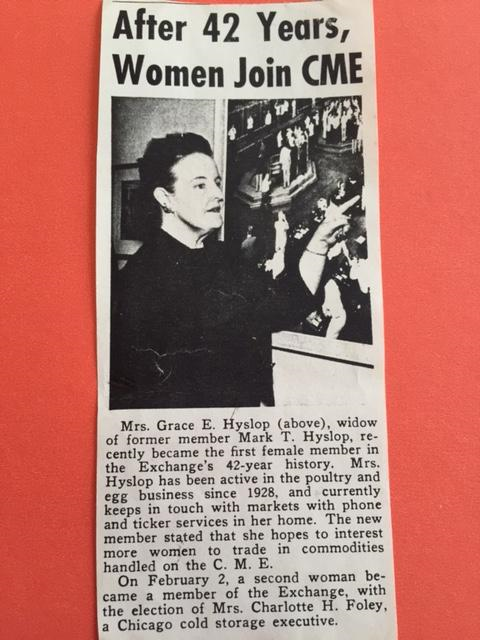 After 42 Years,
Women Join CME
Mrs. Grace E. Hyslop (above), widow
of former member Mark T. Hyslop, re-
cently became the first female member in
the Exchange's 42-year history. Mrs.
Hyslop has been active in the poultry and
egg business since 1928, and currently
keeps in touch with markets with phone
and ticker services in her home. The new
member stated that she hopes to interest
more women to trade in commodities
handled on the C. M. E.
On February 2, a second woman be-
came a member of the Exchange, with
the election of Mrs. Charlotte H. Foley,
a Chicago cold storage executive.